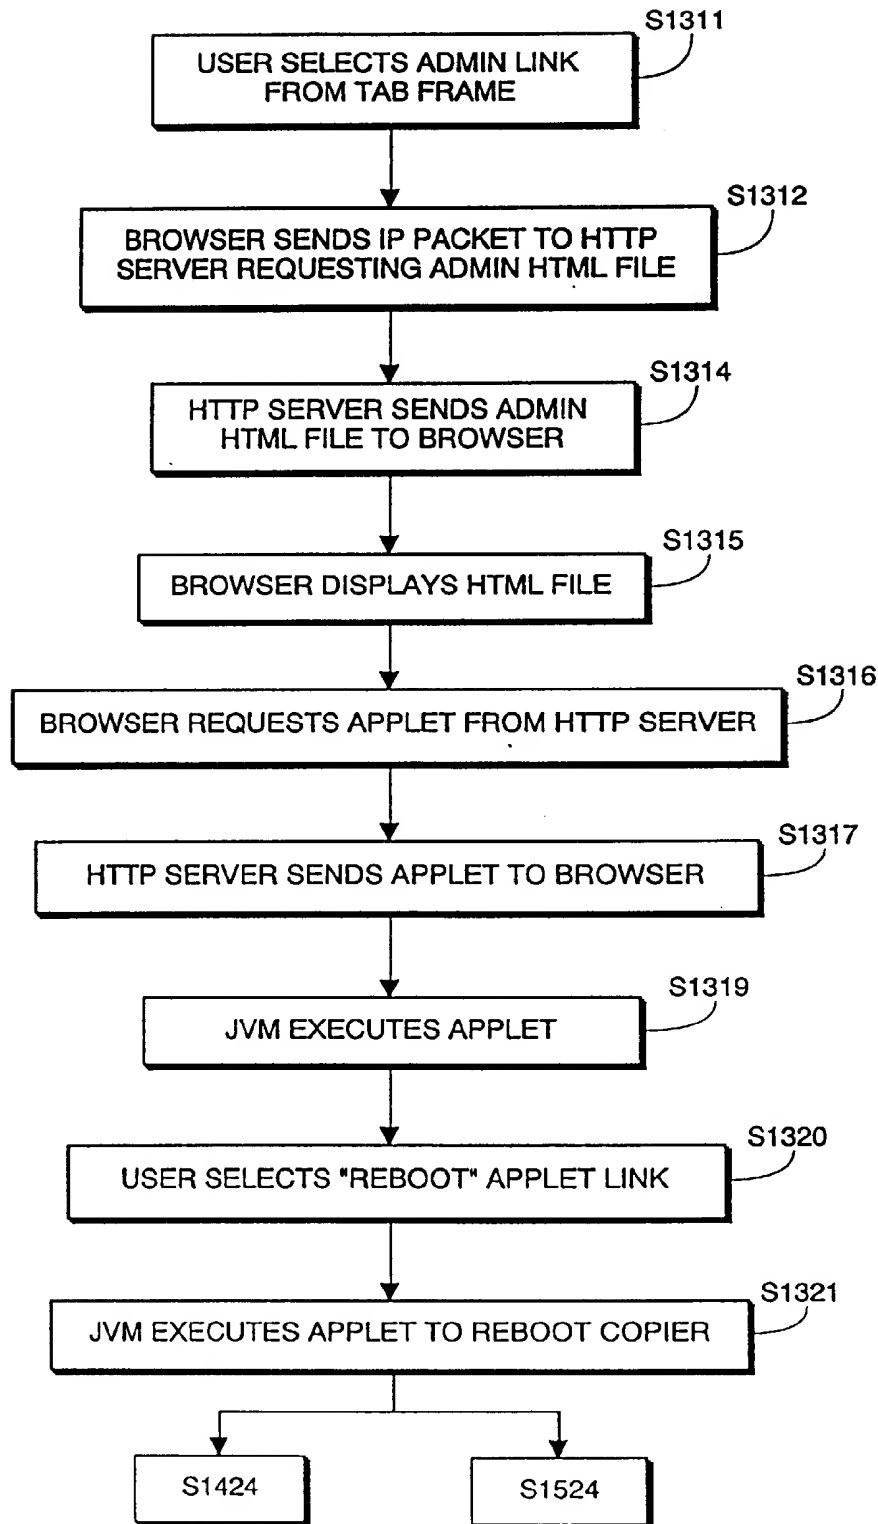 S1311
USER SELECTS ADMIN LINK
FROM TAB FRAME
S1312
BROWSER SENDS IP PACKET TO HTTP
SERVER REQUESTING ADMIN HTML FILE
S1314
HTTP SERVER SENDS ADMIN
HTML FILE TO BROWSER
S1315
BROWSER DISPLAYS HTML FILE
S1316
BROWSER REQUESTS APPLET FROM HTTP SERVER
S1317
HTTP SERVER SENDS APPLET TO BROWSER
S1319
JVM EXECUTES APPLET
S1320
USER SELECTS "REBOOT" APPLET LINK
S1321
JVM EXECUTES APPLET TO REBOOT COPIER
S1424
S1524